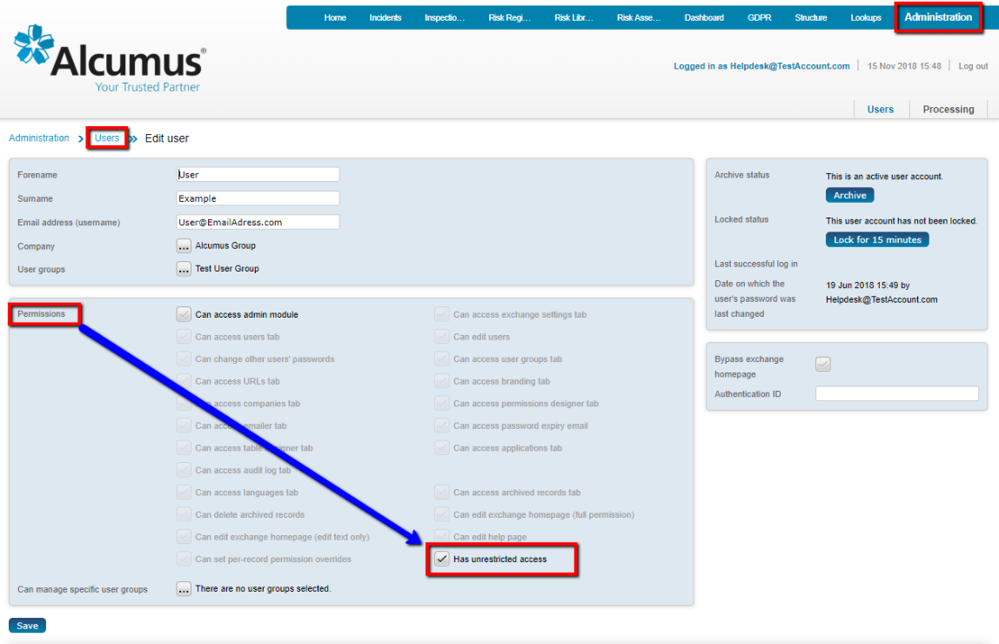 Home Incidents Inspectio... Risk Regi... Risk Libr... Risk Asse... Dashboard GDPR Structure Lookups Administration
Alcumus®
Your Trusted Partner
Logged in as Helpdesk@TestAccount.com 15 Nov 2018 15:48 Log out
Users Processing
Administration Users Edit user
Forename User
Surname Example
Email address (username) User@EmailAdress.com
Company ... Alcumus Group
User groups ... Test User Group
Archive status This is an active user account.
Archive
Locked status This user account has not been locked.
Lock for 15 minutes
Last successful log in
Date on which the user's password was last changed 19 Jun 2018 15:49 by Helpdesk@TestAccount.com
Permissions Can access admin module Can access exchange settings tab
Can access users tab Can edit users
Can change other users' passwords Can access user groups tab
Can access URLs tab Can access branding tab
Can access companies tab Can access permissions designer tab
Can access emailer tab Can access password expiry email
Can access table designer tab Can access applications tab
Can access audit log tab
Can access languages tab Can access archived records tab
Can delete archived records Can edit exchange homepage (full permission)
Can edit exchange homepage (edit text only) Can edit help page
Can set per-record permission overrides Has unrestricted access
Can manage specific user groups ... There are no user groups selected.
Bypass exchange homepage
Authentication ID
Save